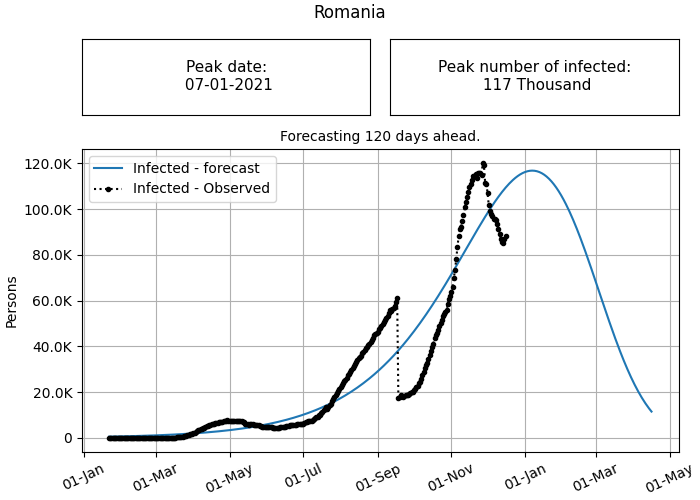 Romania
Peak date:
07-01-2021
Peak number of infected:
117 Thousand
Forecasting 120 days ahead.
Infected - forecast
Infected - Observed
120.0K
100.0K
80.0K
60.0K
40.0K
20.0K
0
Persons
01-Jan
01-Mar
01-May
01-Jul
01-Sep
01-Nov
01-Jan
01-Mar
01-May